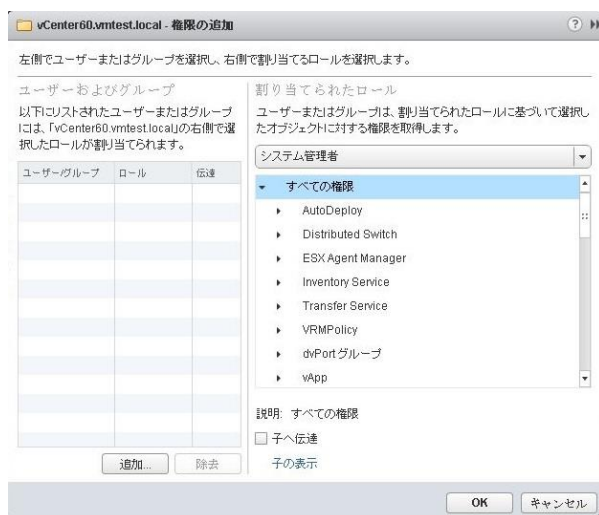 vCenter60.vmtest.local - 権限の追加
左側でユーザーまたはグループを選択し、右側で割り当てるロールを選択します。
ユーザーおよびグループ
以下にリストされたユーザーまたはグループ
には、「vCenter60.vmtest.local」の右側で選
択したロールが割り当てられます。
ユーザー/グループ ロール 伝達
追加... 除去
割り当てられたロール
ユーザーまたはグループは、割り当てられたロールに基づいて選択し
たオブジェクトに対する権限を取得します。
システム管理者
すべての権限
AutoDeploy
Distributed Switch
ESX Agent Manager
Inventory Service
Transfer Service
VRMPolicy
dvPort グループ
vApp
説明: すべての権限
子へ伝達
子の表示
OK キャンセル